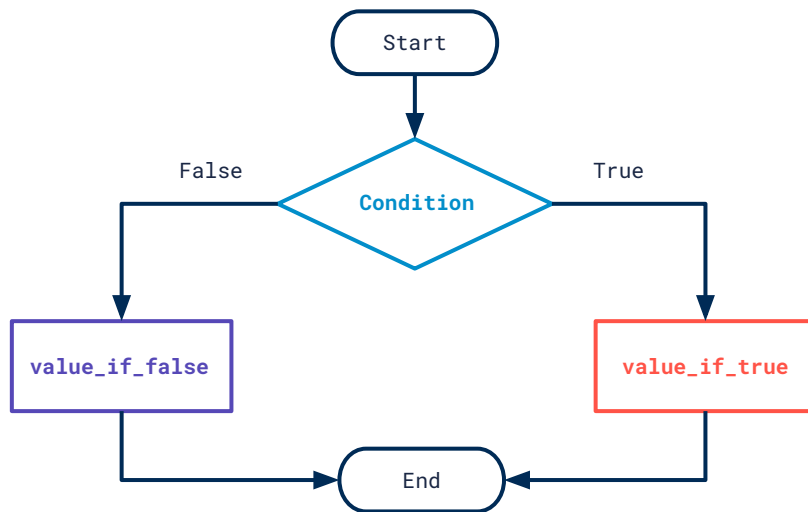 Start
False
True
Condition
value_if_false
value_if_true
End